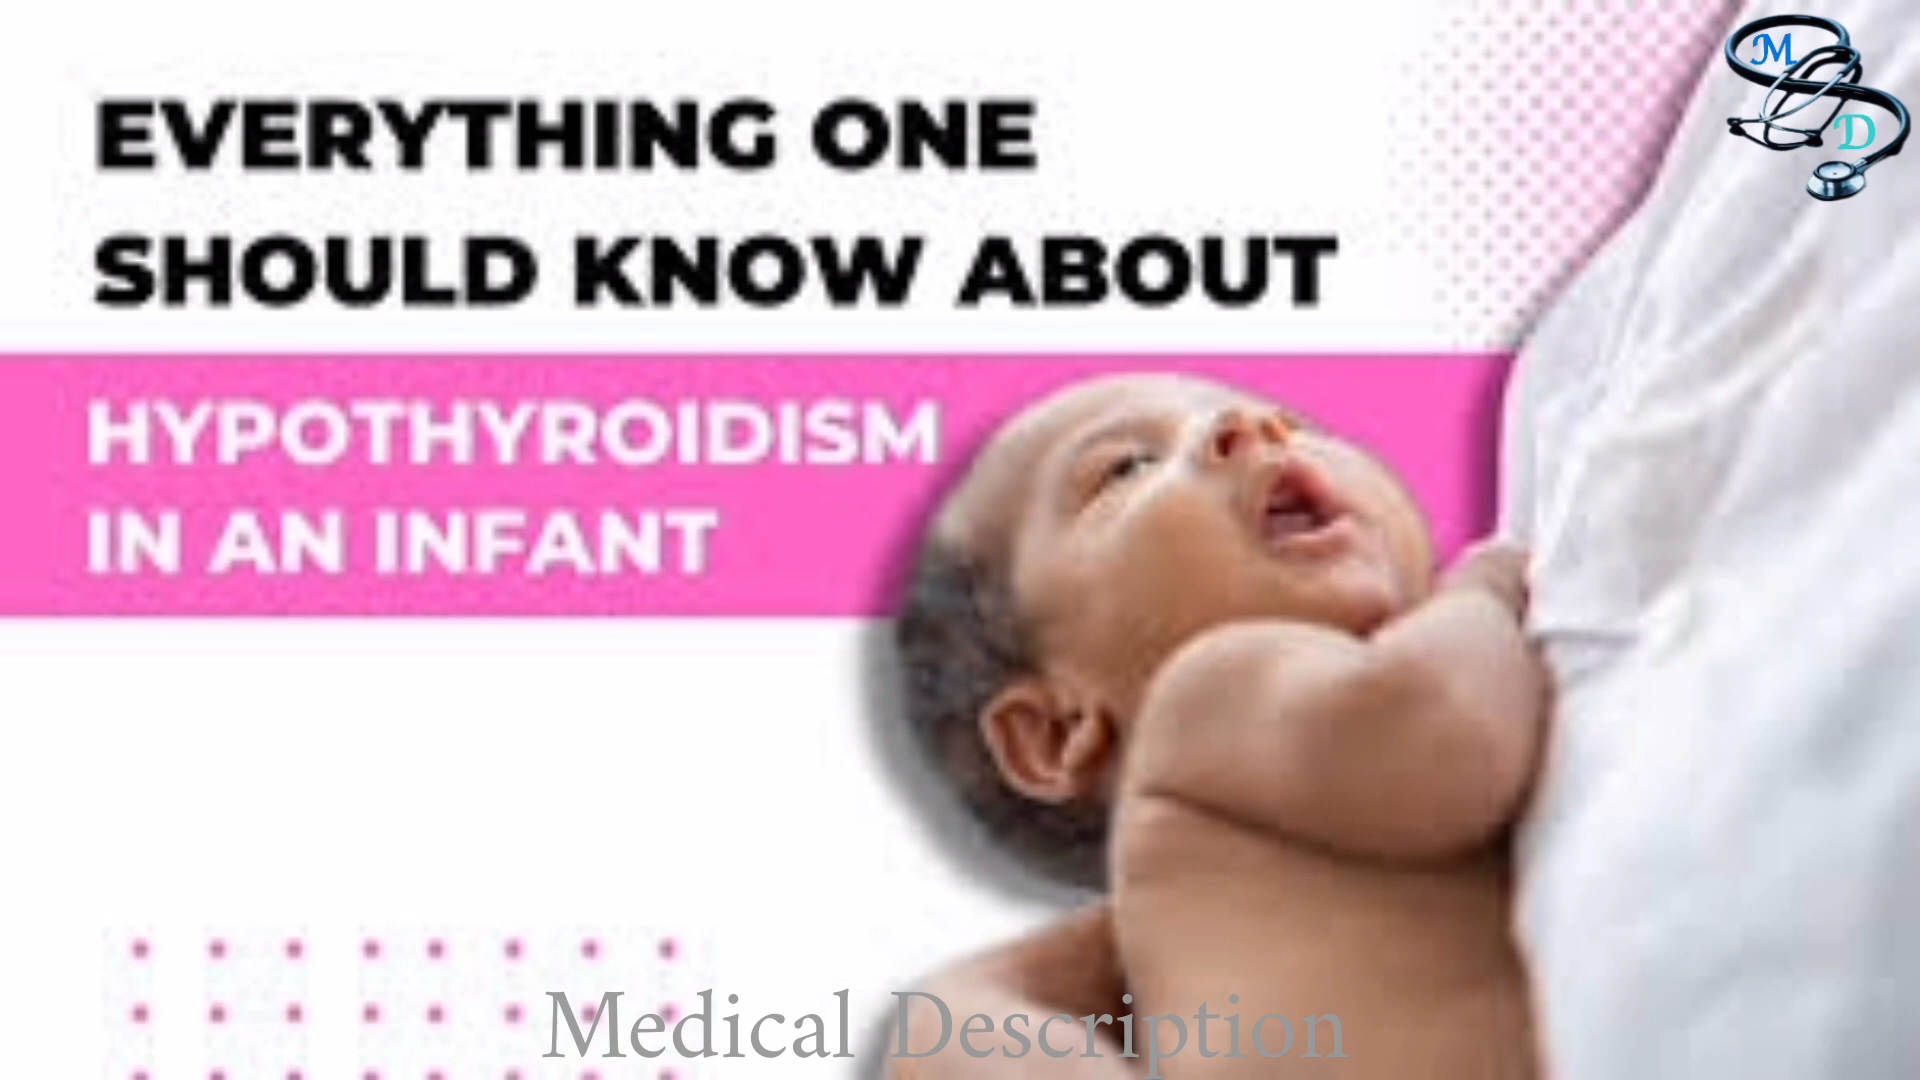 EVERYTHING ONE
SHOULD KNOW ABOUT
HYPOTHYROIDISM
IN AN INFANT
M
D
Medical Description